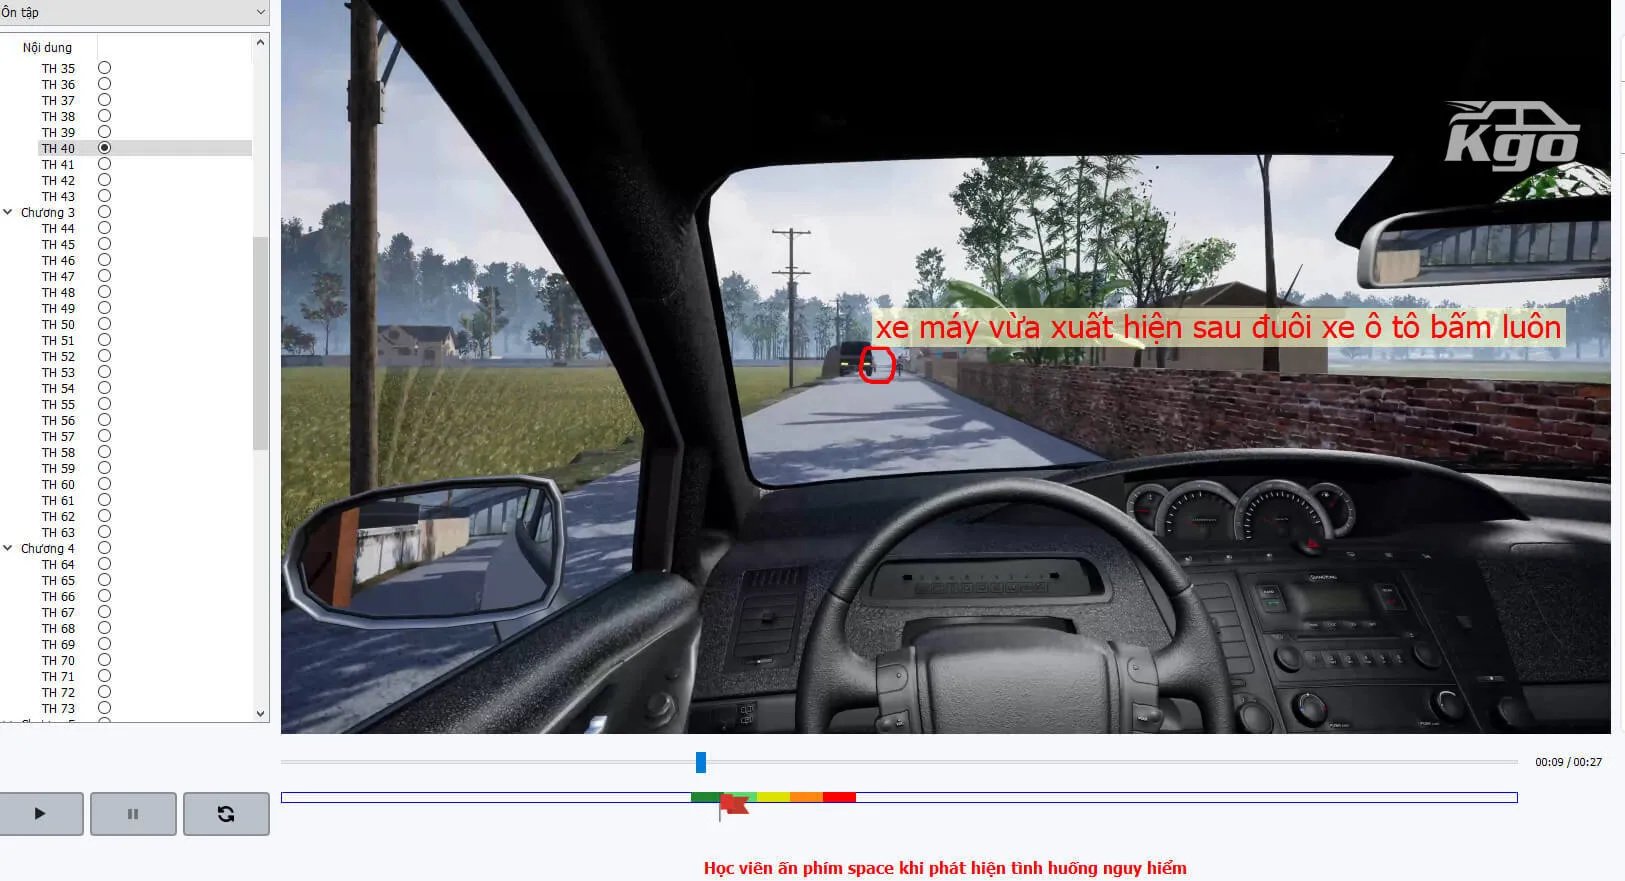 Ôn tập
Nội dung
TH 35
TH 36
TH 37
TH 38
TH 39
TH 40
TH 41
TH 42
TH 43
Chương 3
TH 44
TH 45
TH 46
TH 47
TH 48
TH 49
TH 50
TH 51
TH 52
TH 53
TH 54
TH 55
TH 56
TH 57
TH 58
TH 59
TH 60
TH 61
TH 62
TH 63
Chương 4
TH 64
TH 65
TH 66
TH 67
TH 68
TH 69
TH 70
TH 71
TH 72
TH 73
Kgo
xe máy vừa xuất hiện sau đuôi xe ô tô bấm luôn
00:09 / 00:27
Học viên ấn phím space khi phát hiện tình huống nguy hiểm